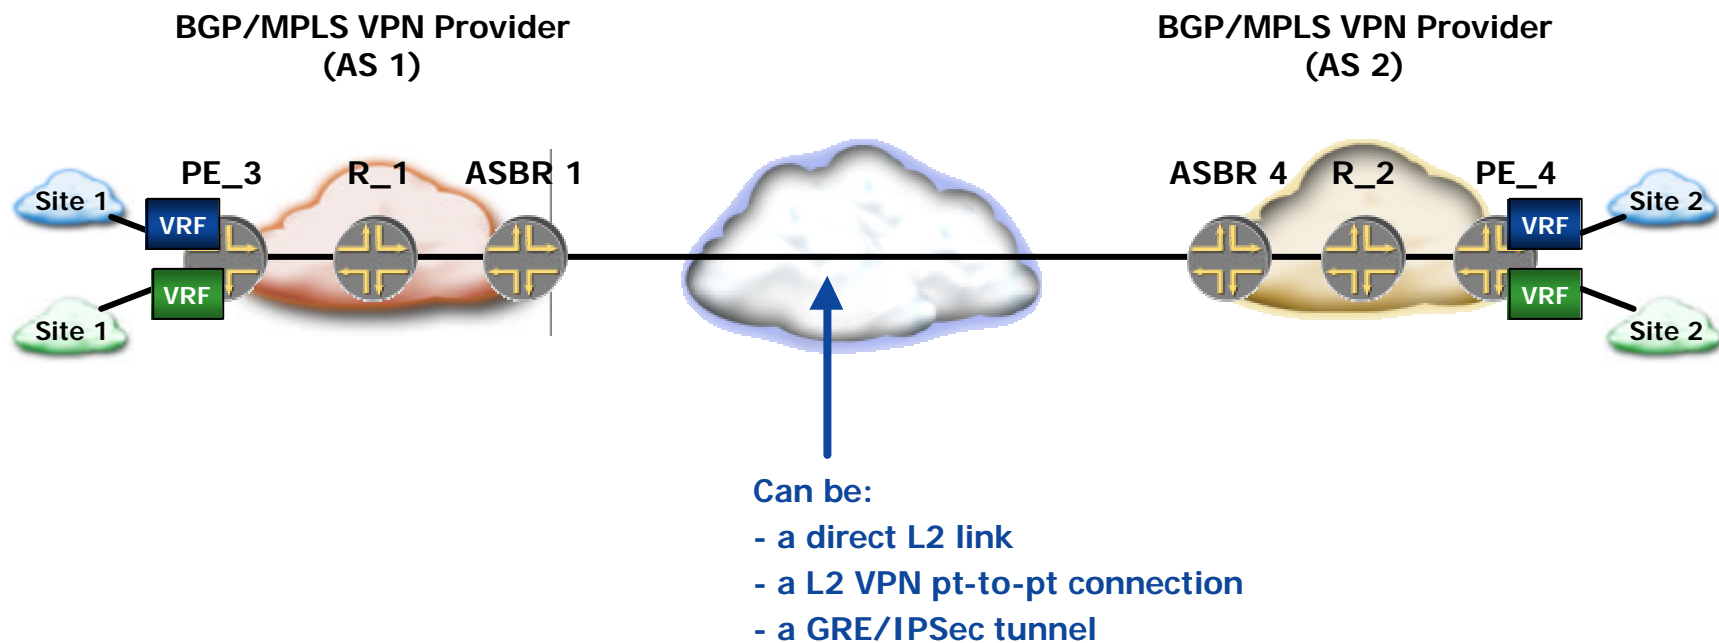 BGP/MPLS VPN Provider
(AS 1)
BGP/MPLS VPN Provider
(AS 2)
PE_3
R_1
ASBR 1
ASBR 4
R_2
PE_4
Site 1
VRF
VRF
Site 2
VRF
Site 1
VRF
Site 2
Can be:
- a direct L2 link
- a L2 VPN pt-to-pt connection
- a GRE/IPSec tunnel